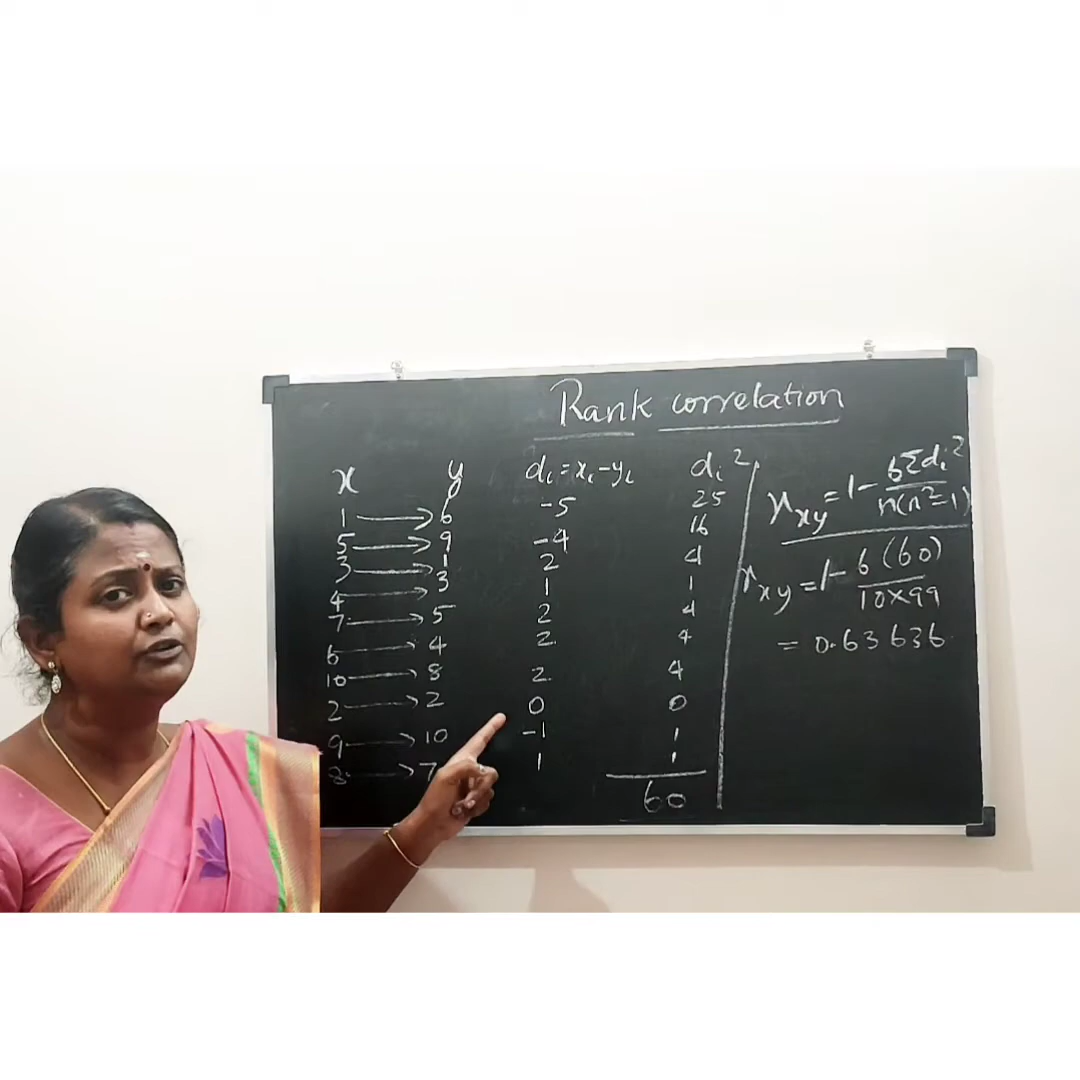 Rank correlation
x y dᵢ = xᵢ - yᵢ dᵢ²
1 → 6 -5 25
5 → 9 -4 16
3 → 1 2 4
4 → 3 1 1
7 → 5 2 4
6 → 4 2 4
10 → 8 2 4
2 → 2 0 0
9 → 10 -1 1
8 → 7 1 1
60
r_xy = 1 - 6Σdᵢ² / n(n²-1)
r_xy = 1 - 6(60) / 10×99
= 0.63636